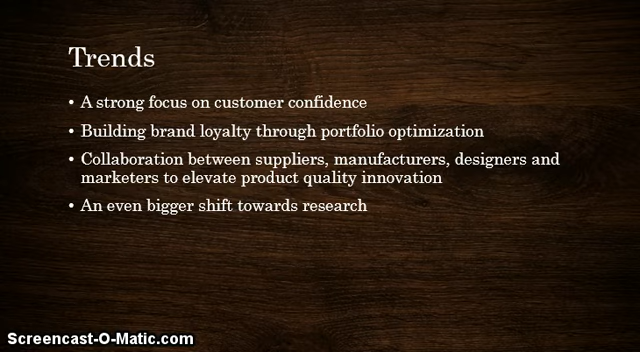 Trends
• A strong focus on customer confidence
• Building brand loyalty through portfolio optimization
• Collaboration between suppliers, manufacturers, designers and
marketers to elevate product quality innovation
• An even bigger shift towards research
Screencast-O-Matic.com